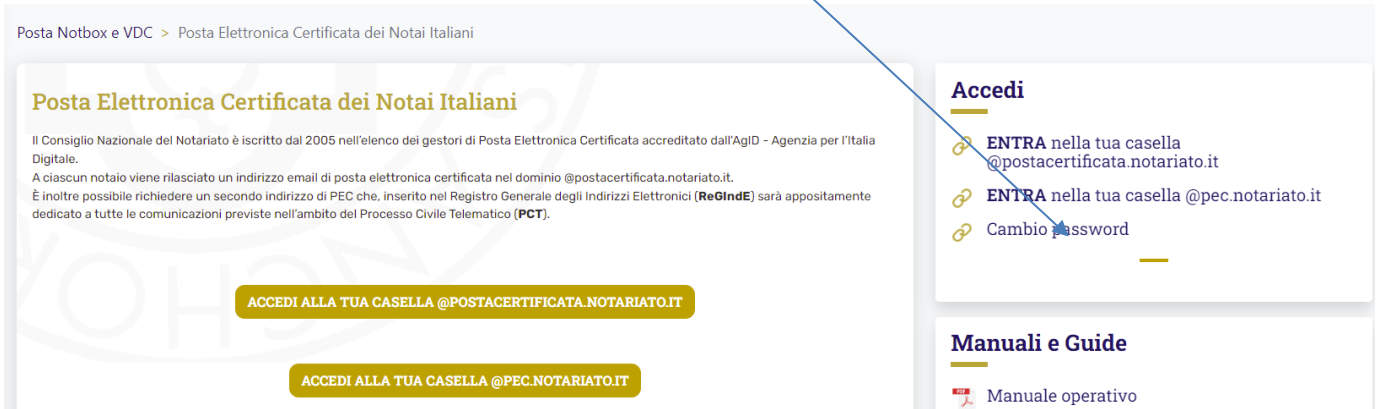 Posta Notbox e VDC > Posta Elettronica Certificata dei Notai Italiani
Posta Elettronica Certificata dei Notai Italiani
Il Consiglio Nazionale del Notariato è iscritto dal 2005 nell'elenco dei gestori di Posta Elettronica Certificata accreditato dall'AgID - Agenzia per l'Italia
Digitale.
A ciascun notaio viene rilasciato un indirizzo email di posta elettronica certificata nel dominio @postacertificata.notariato.it.
È inoltre possibile richiedere un secondo indirizzo di PEC che, inserito nel Registro Generale degli Indirizzi Elettronici (ReGIndE) sarà appositamente
dedicato a tutte le comunicazioni previste nell'ambito del Processo Civile Telematico (PCT).
ACCEDI ALLA TUA CASELLA @POSTACERTIFICATA.NOTARIATO.IT
ACCEDI ALLA TUA CASELLA @PEC.NOTARIATO.IT
Accedi
ENTRA nella tua casella
@postacertificata.notariato.it
ENTRA nella tua casella @pec.notariato.it
Cambio password
Manuali e Guide
PDF
Manuale operativo